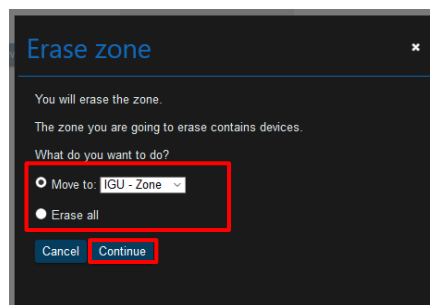 Erase zone
You will erase the zone.
The zone you are going to erase contains devices.
What do you want to do?
Move to: IGU - Zone
Erase all
Cancel Continue